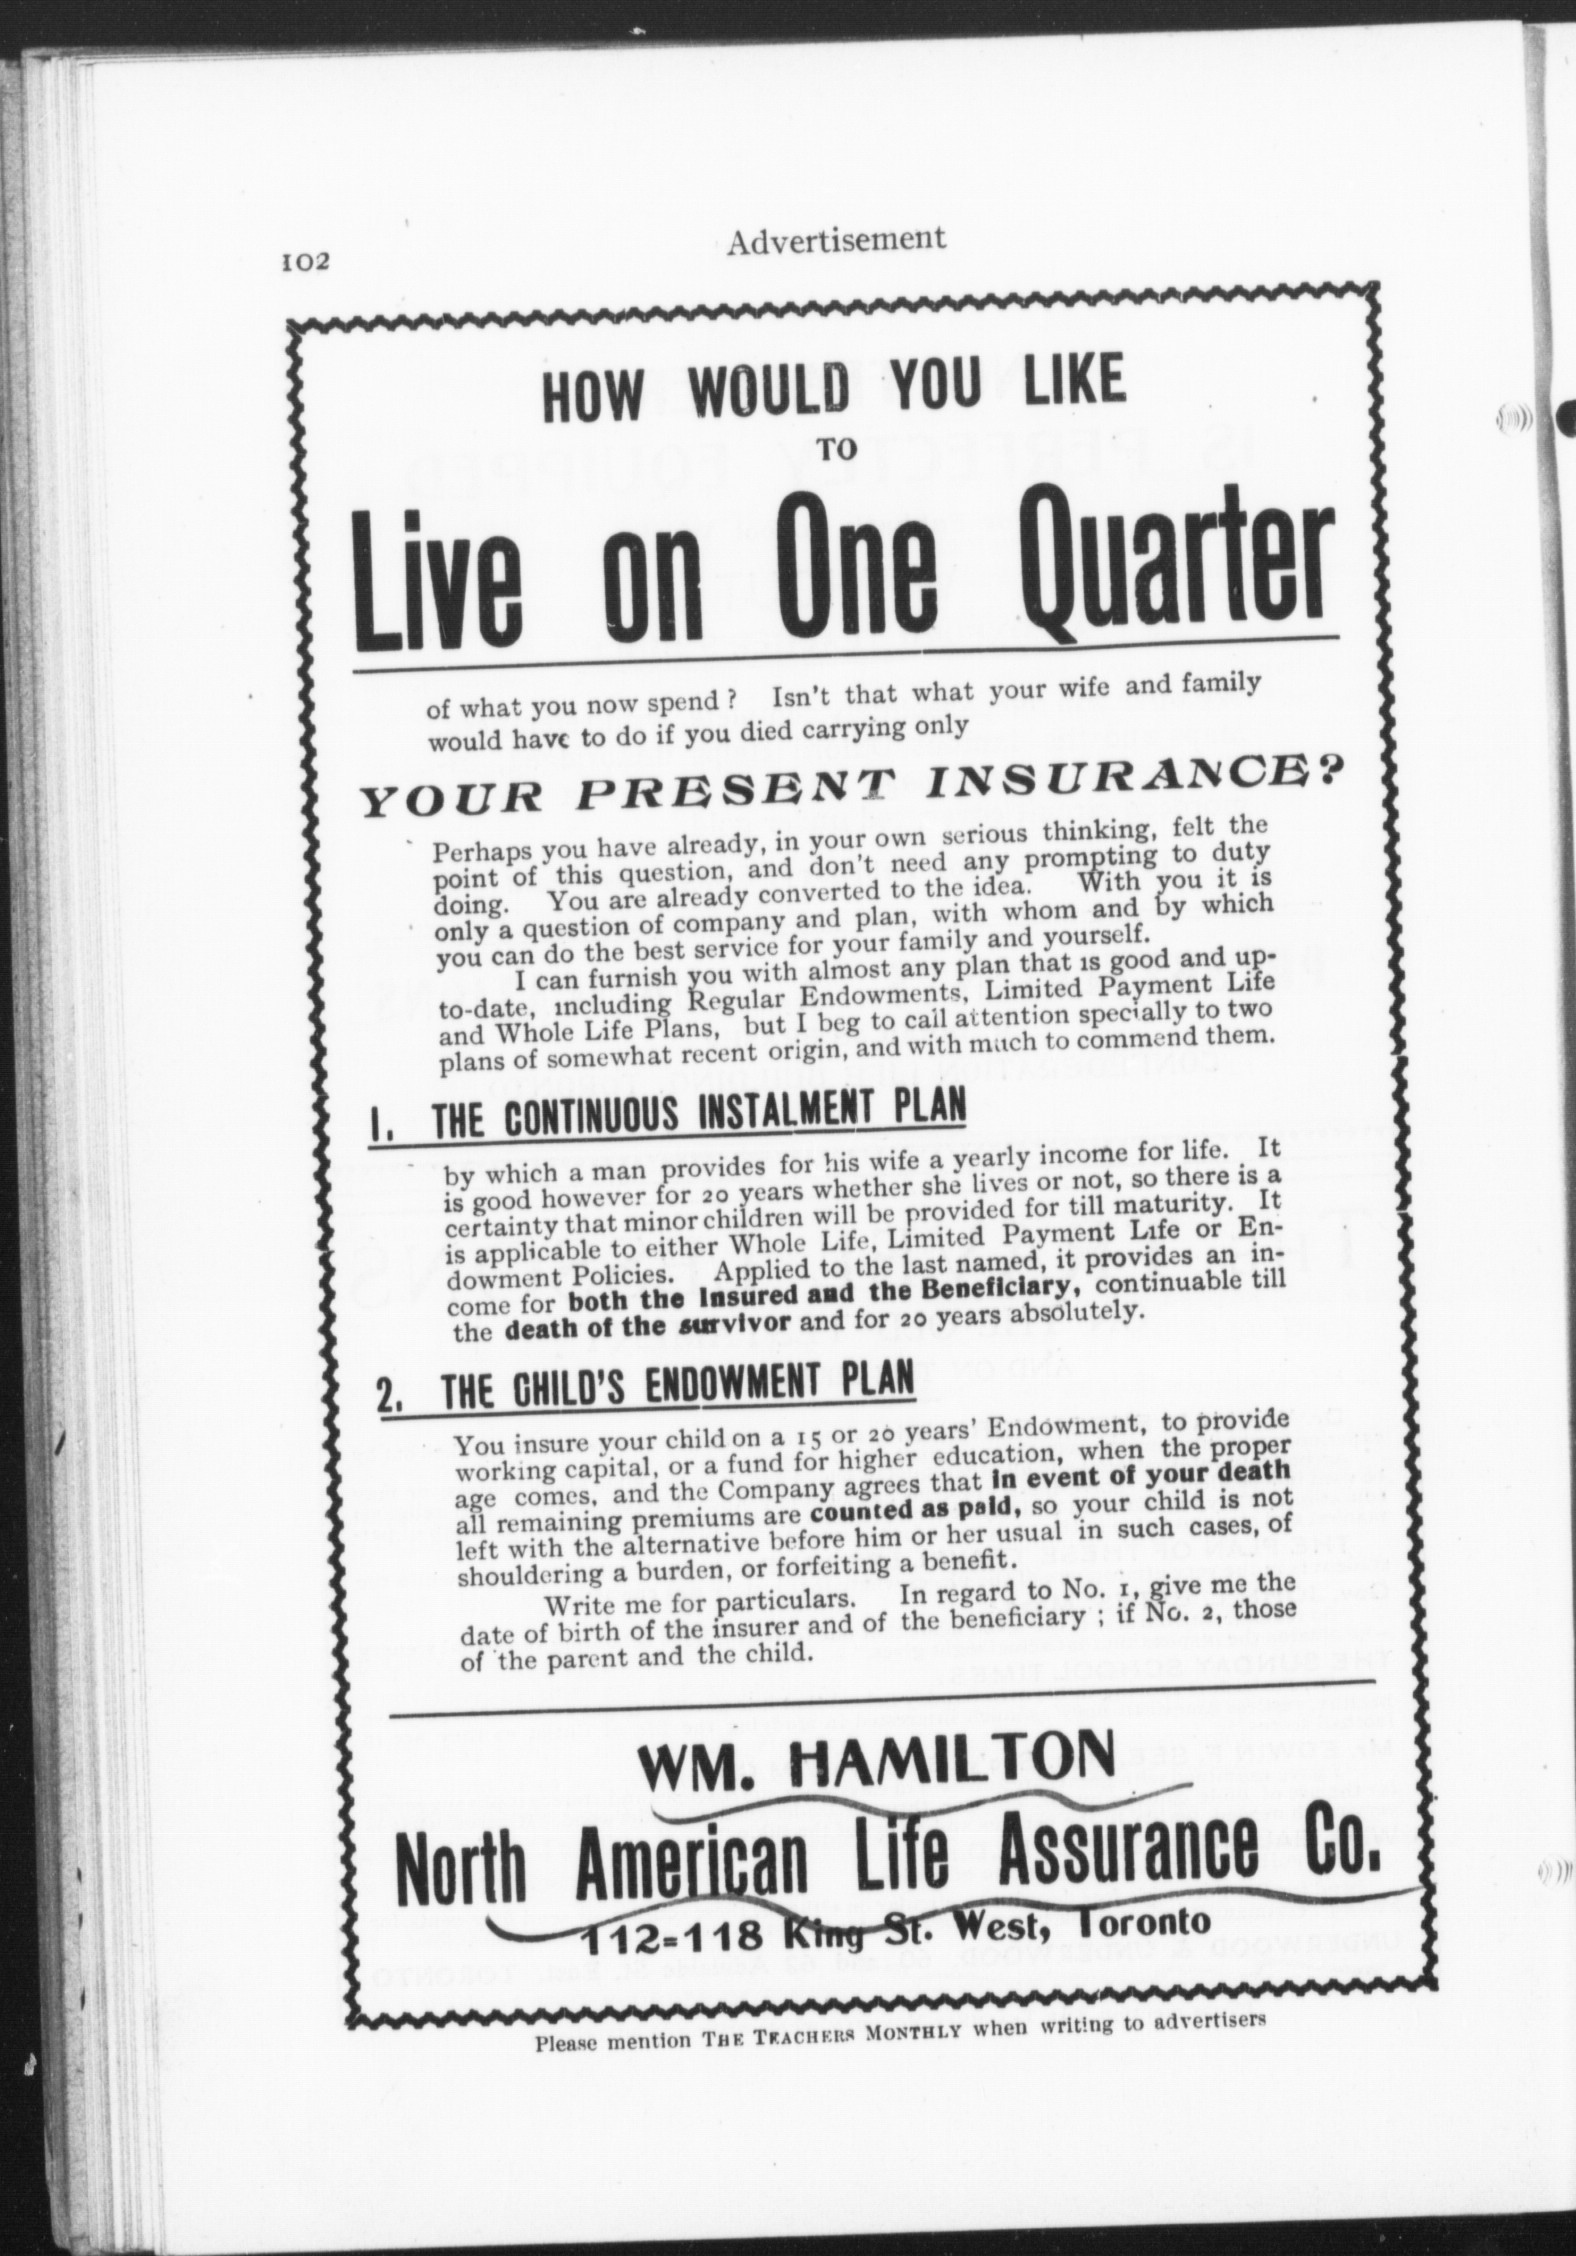 102
Advertisement
HOW WOULD YOU LIKE
TO
Live on One Quarter
of what you now spend ? Isn't that what your wife and family
would have to do if you died carrying only
YOUR PRESENT INSURANCE?
Perhaps you have already, in your own serious thinking, felt the
point of this question, and don't need any prompting to duty
doing. You are already converted to the idea. With you it is
only a question of company and plan, with whom and by which
you can do the best service for your family and yourself.
I can furnish you with almost any plan that is good and up-
to-date, including Regular Endowments, Limited Payment Life
and Whole Life Plans, but I beg to call attention specially to two
plans of somewhat recent origin, and with much to commend them.
1. THE CONTINUOUS INSTALMENT PLAN
by which a man provides for his wife a yearly income for life. It
is good however for 20 years whether she lives or not, so there is a
certainty that minor children will be provided for till maturity. It
is applicable to either Whole Life, Limited Payment Life or En-
dowment Policies. Applied to the last named, it provides an in-
come for both the Insured and the Beneficiary, continuable till
the death of the survivor and for 20 years absolutely.
2. THE CHILD'S ENDOWMENT PLAN
You insure your child on a 15 or 20 years' Endowment, to provide
working capital, or a fund for higher education, when the proper
age comes, and the Company agrees that in event of your death
all remaining premiums are counted as paid, so your child is not
left with the alternative before him or her usual in such cases, of
shouldering a burden, or forfeiting a benefit.
Write me for particulars. In regard to No. 1, give me the
date of birth of the insurer and of the beneficiary ; if No. 2, those
of the parent and the child.
WM. HAMILTON
North American Life Assurance Co.
112-118 King St. West, Toronto
Please mention THE TEACHERS MONTHLY when writing to advertisers